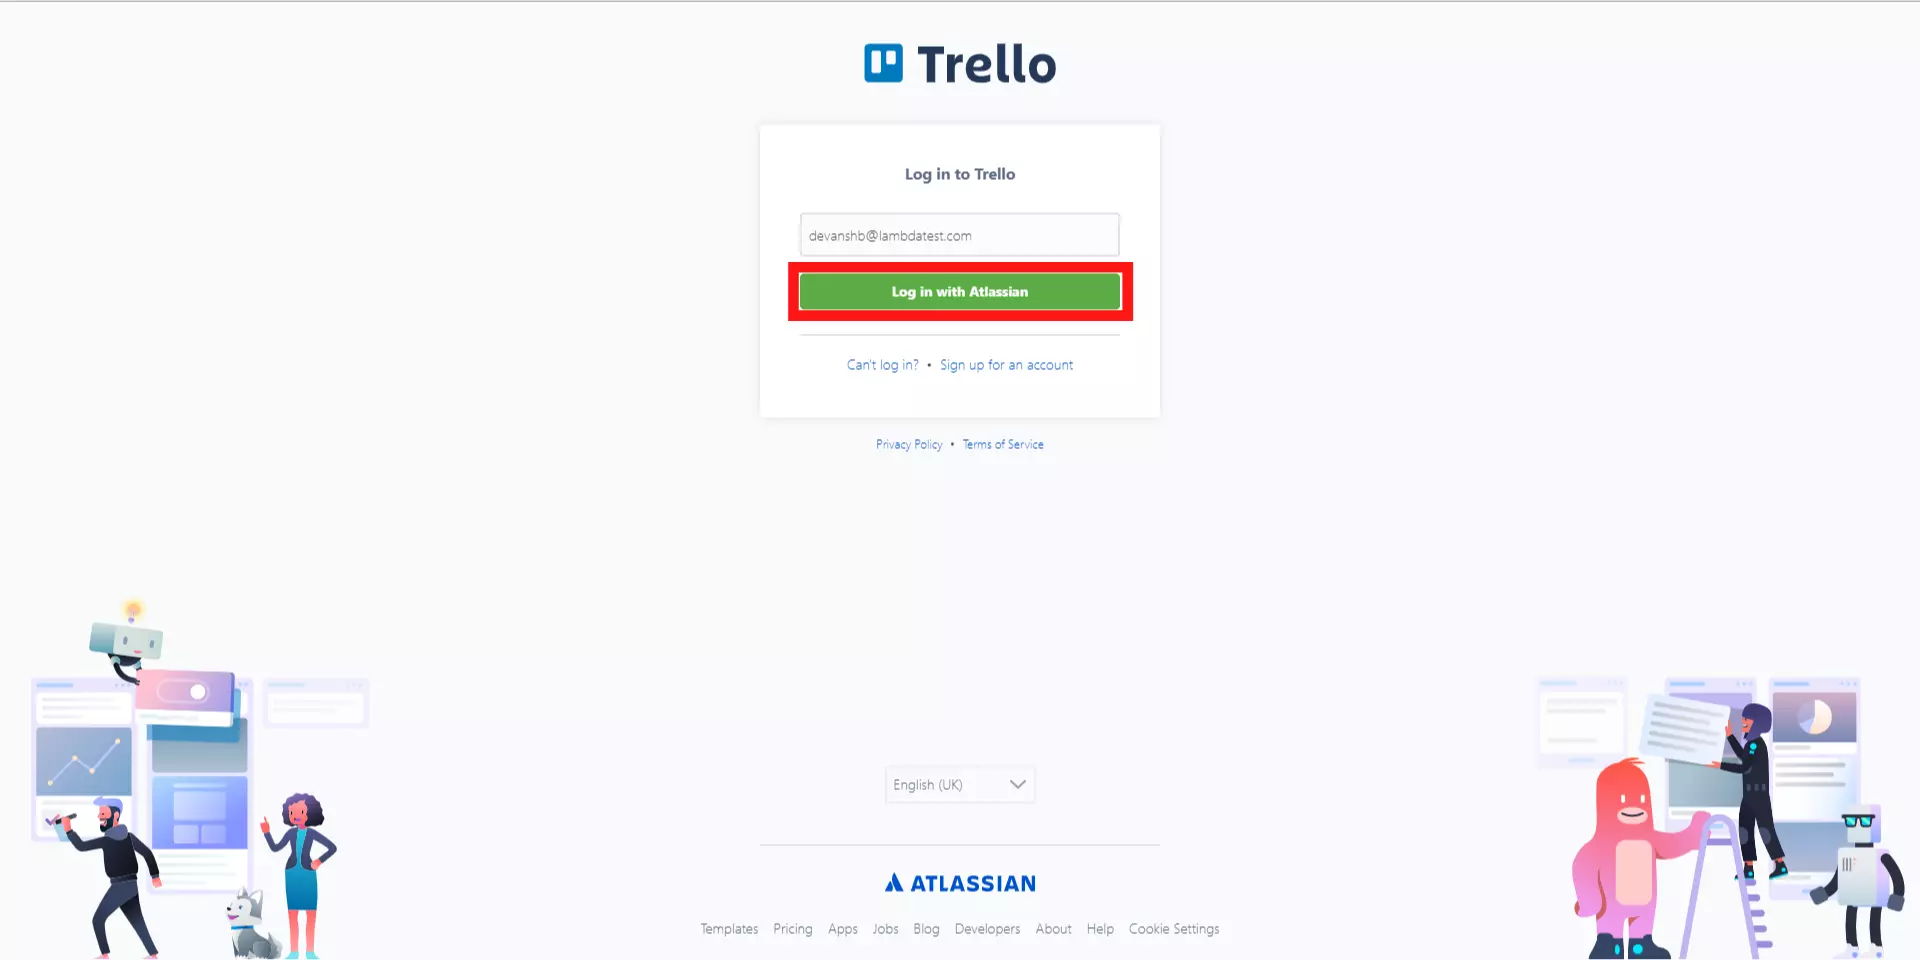 Trello
Log in to Trello
devanshb@lambdatest.com
Log in with Atlassian
Can't log in? • Sign up for an account
Privacy Policy • Terms of Service
English (UK)
ATLASSIAN
Templates Pricing Apps Jobs Blog Developers About Help Cookie Settings